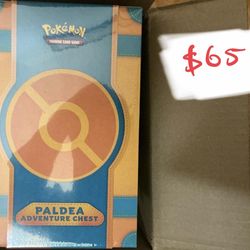 POKéMON
TRADING CARD GAME
$65
PALDEA
ADVENTURE CHEST